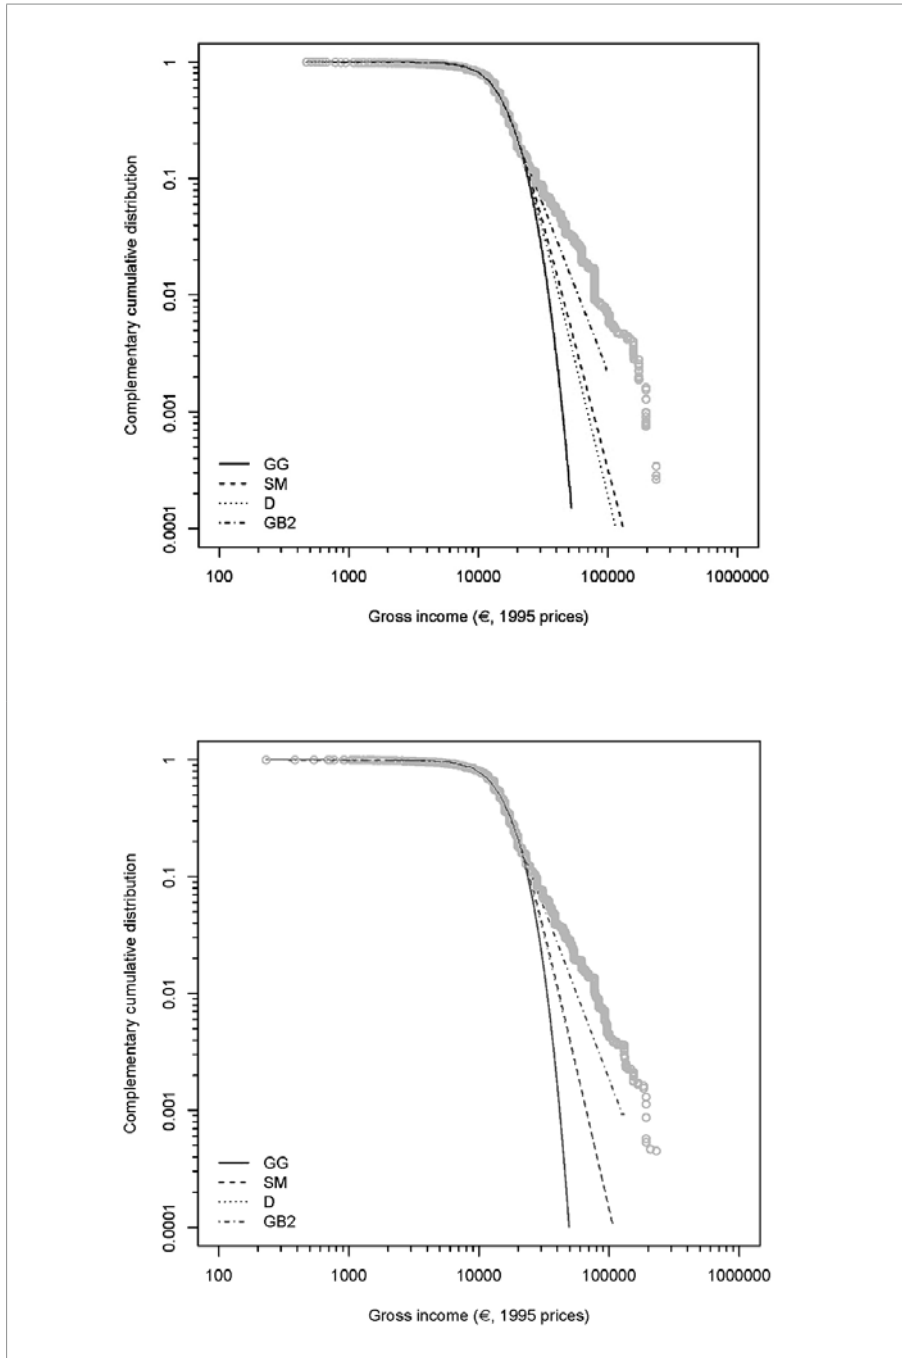 1
0.1
0.01
0.001
0.0001
Complementary cumulative distribution
GG
SM
D
GB2
100 1000 10000 100000 1000000
Gross income (€, 1995 prices)
1
0.1
0.01
0.001
0.0001
Complementary cumulative distribution
GG
SM
D
GB2
100 1000 10000 100000 1000000
Gross income (€, 1995 prices)